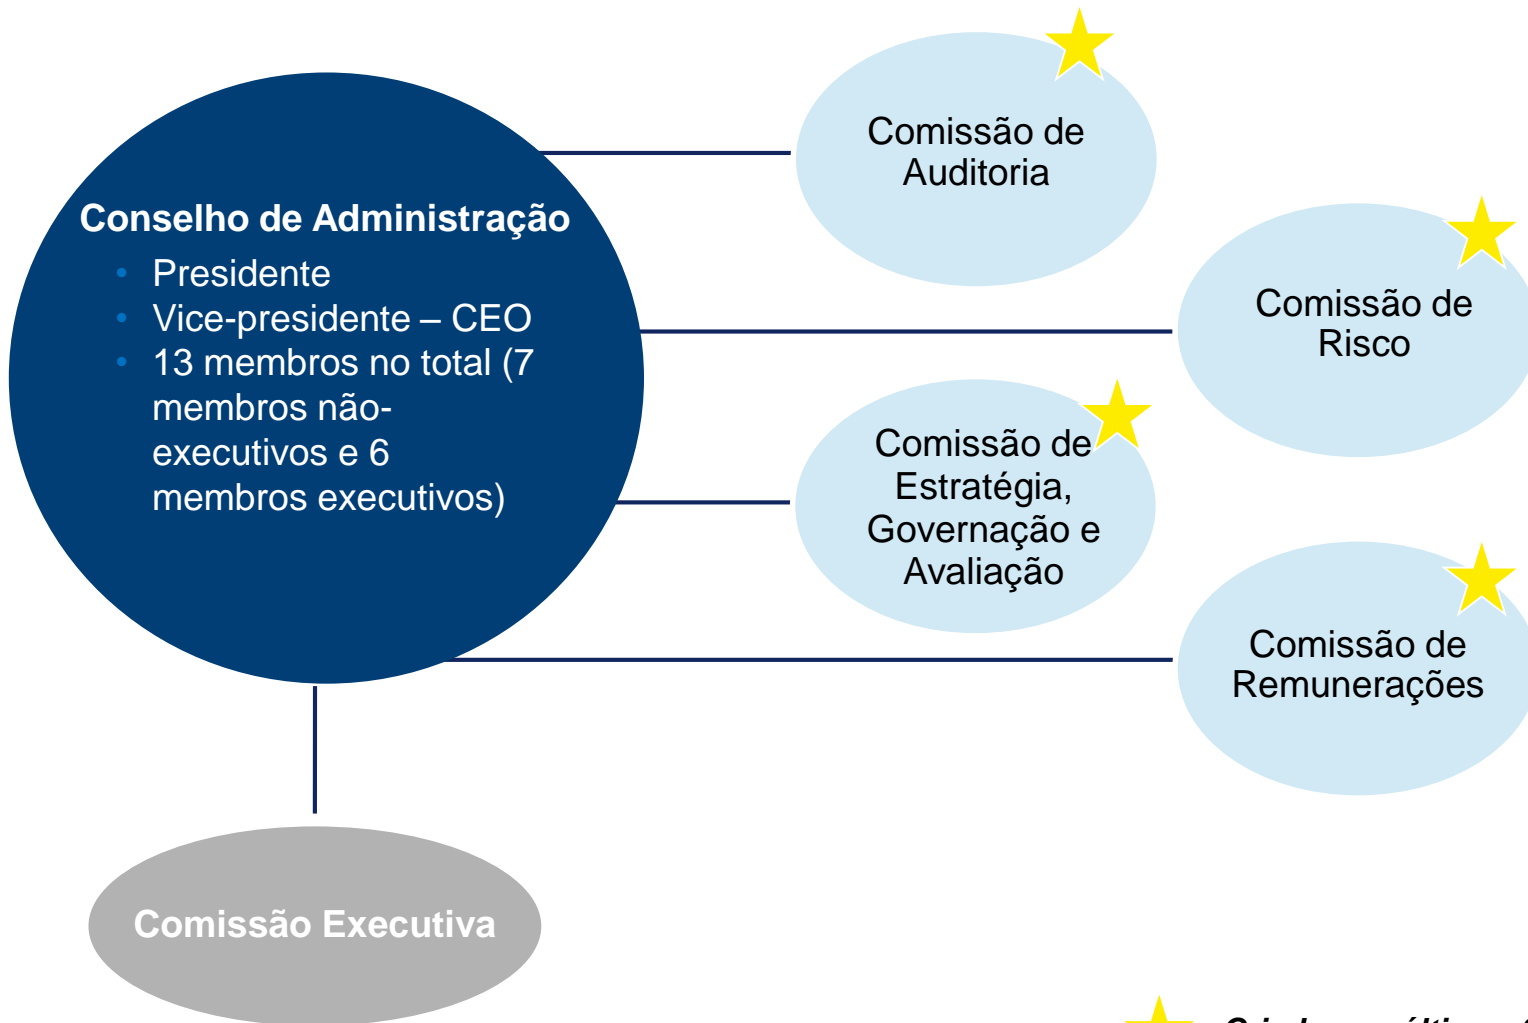 Comissão de
Auditoria
Conselho de Administração
• Presidente
• Vice-presidente – CEO
• 13 membros no total (7
membros não-
executivos e 6
membros executivos)
Comissão de
Risco
Comissão de
Estratégia,
Governação e
Avaliação
Comissão de
Remunerações
Comissão Executiva